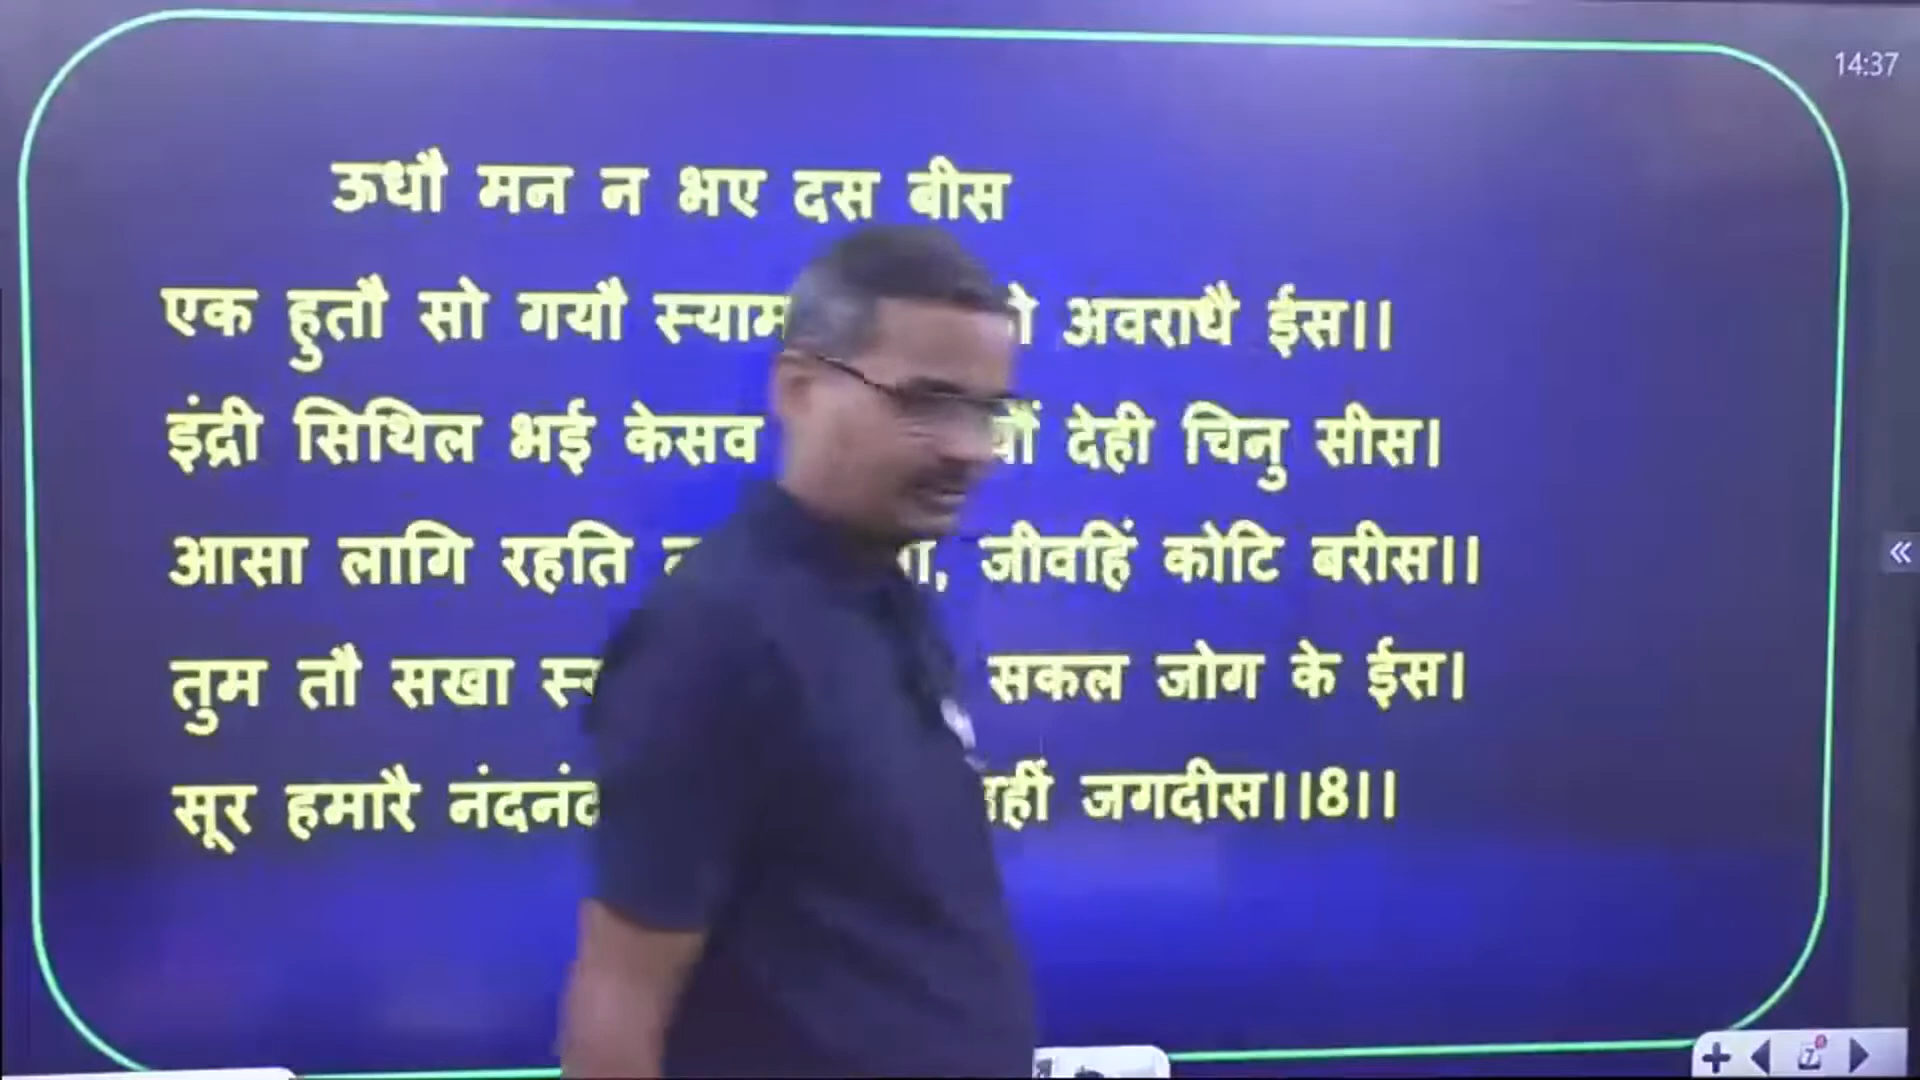 14:37
ऊधौ मन न भए दस बीस
एक हुतौ सो गयौ स्याम अवराधै ईस।।
इंद्री सिथिल भई केसव देही चिनु सीस।
आसा लागि रहति जीवहिं कोटि बरीस।।
तुम तौ सखा सकल जोग के ईस।
सूर हमारै जगदीस।।8।।